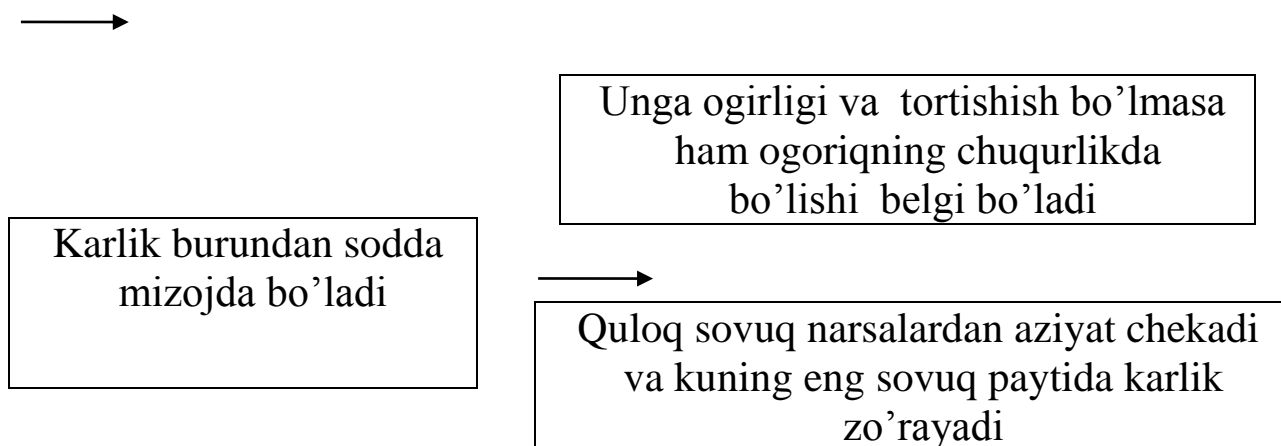 Unga ogirligi va tortishish bo’lmasa
ham ogoriqning chuqurlikda
bo’lishi belgi bo’ladi
Karlik burundan sodda
mizojda bo’ladi
Quloq sovuq narsalardan aziyat chekadi
va kuning eng sovuq paytida karlik
zo’rayadi